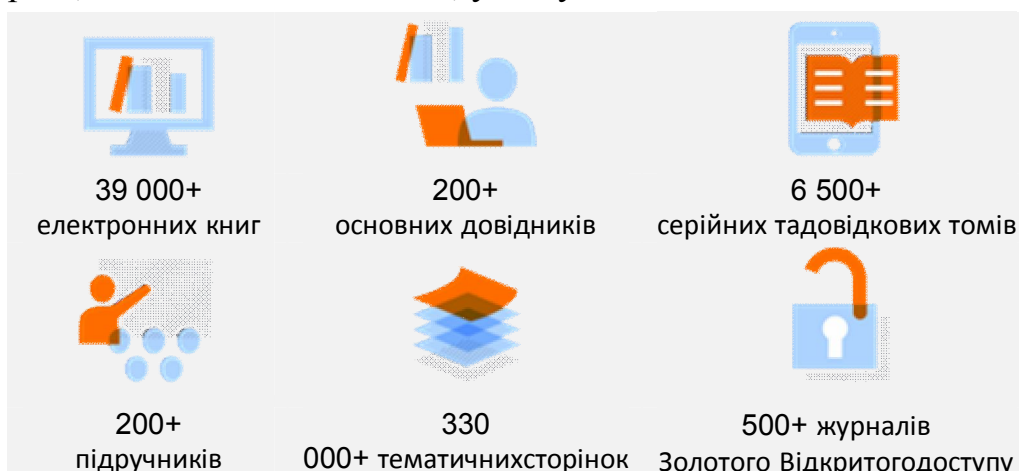 39 000+
електронних книг
200+
основних довідників
6 500+
серійних тадовідкових томів
200+
підручників
330
000+ тематичнихсторінок
500+ журналів
Золотого Відкритогодоступу